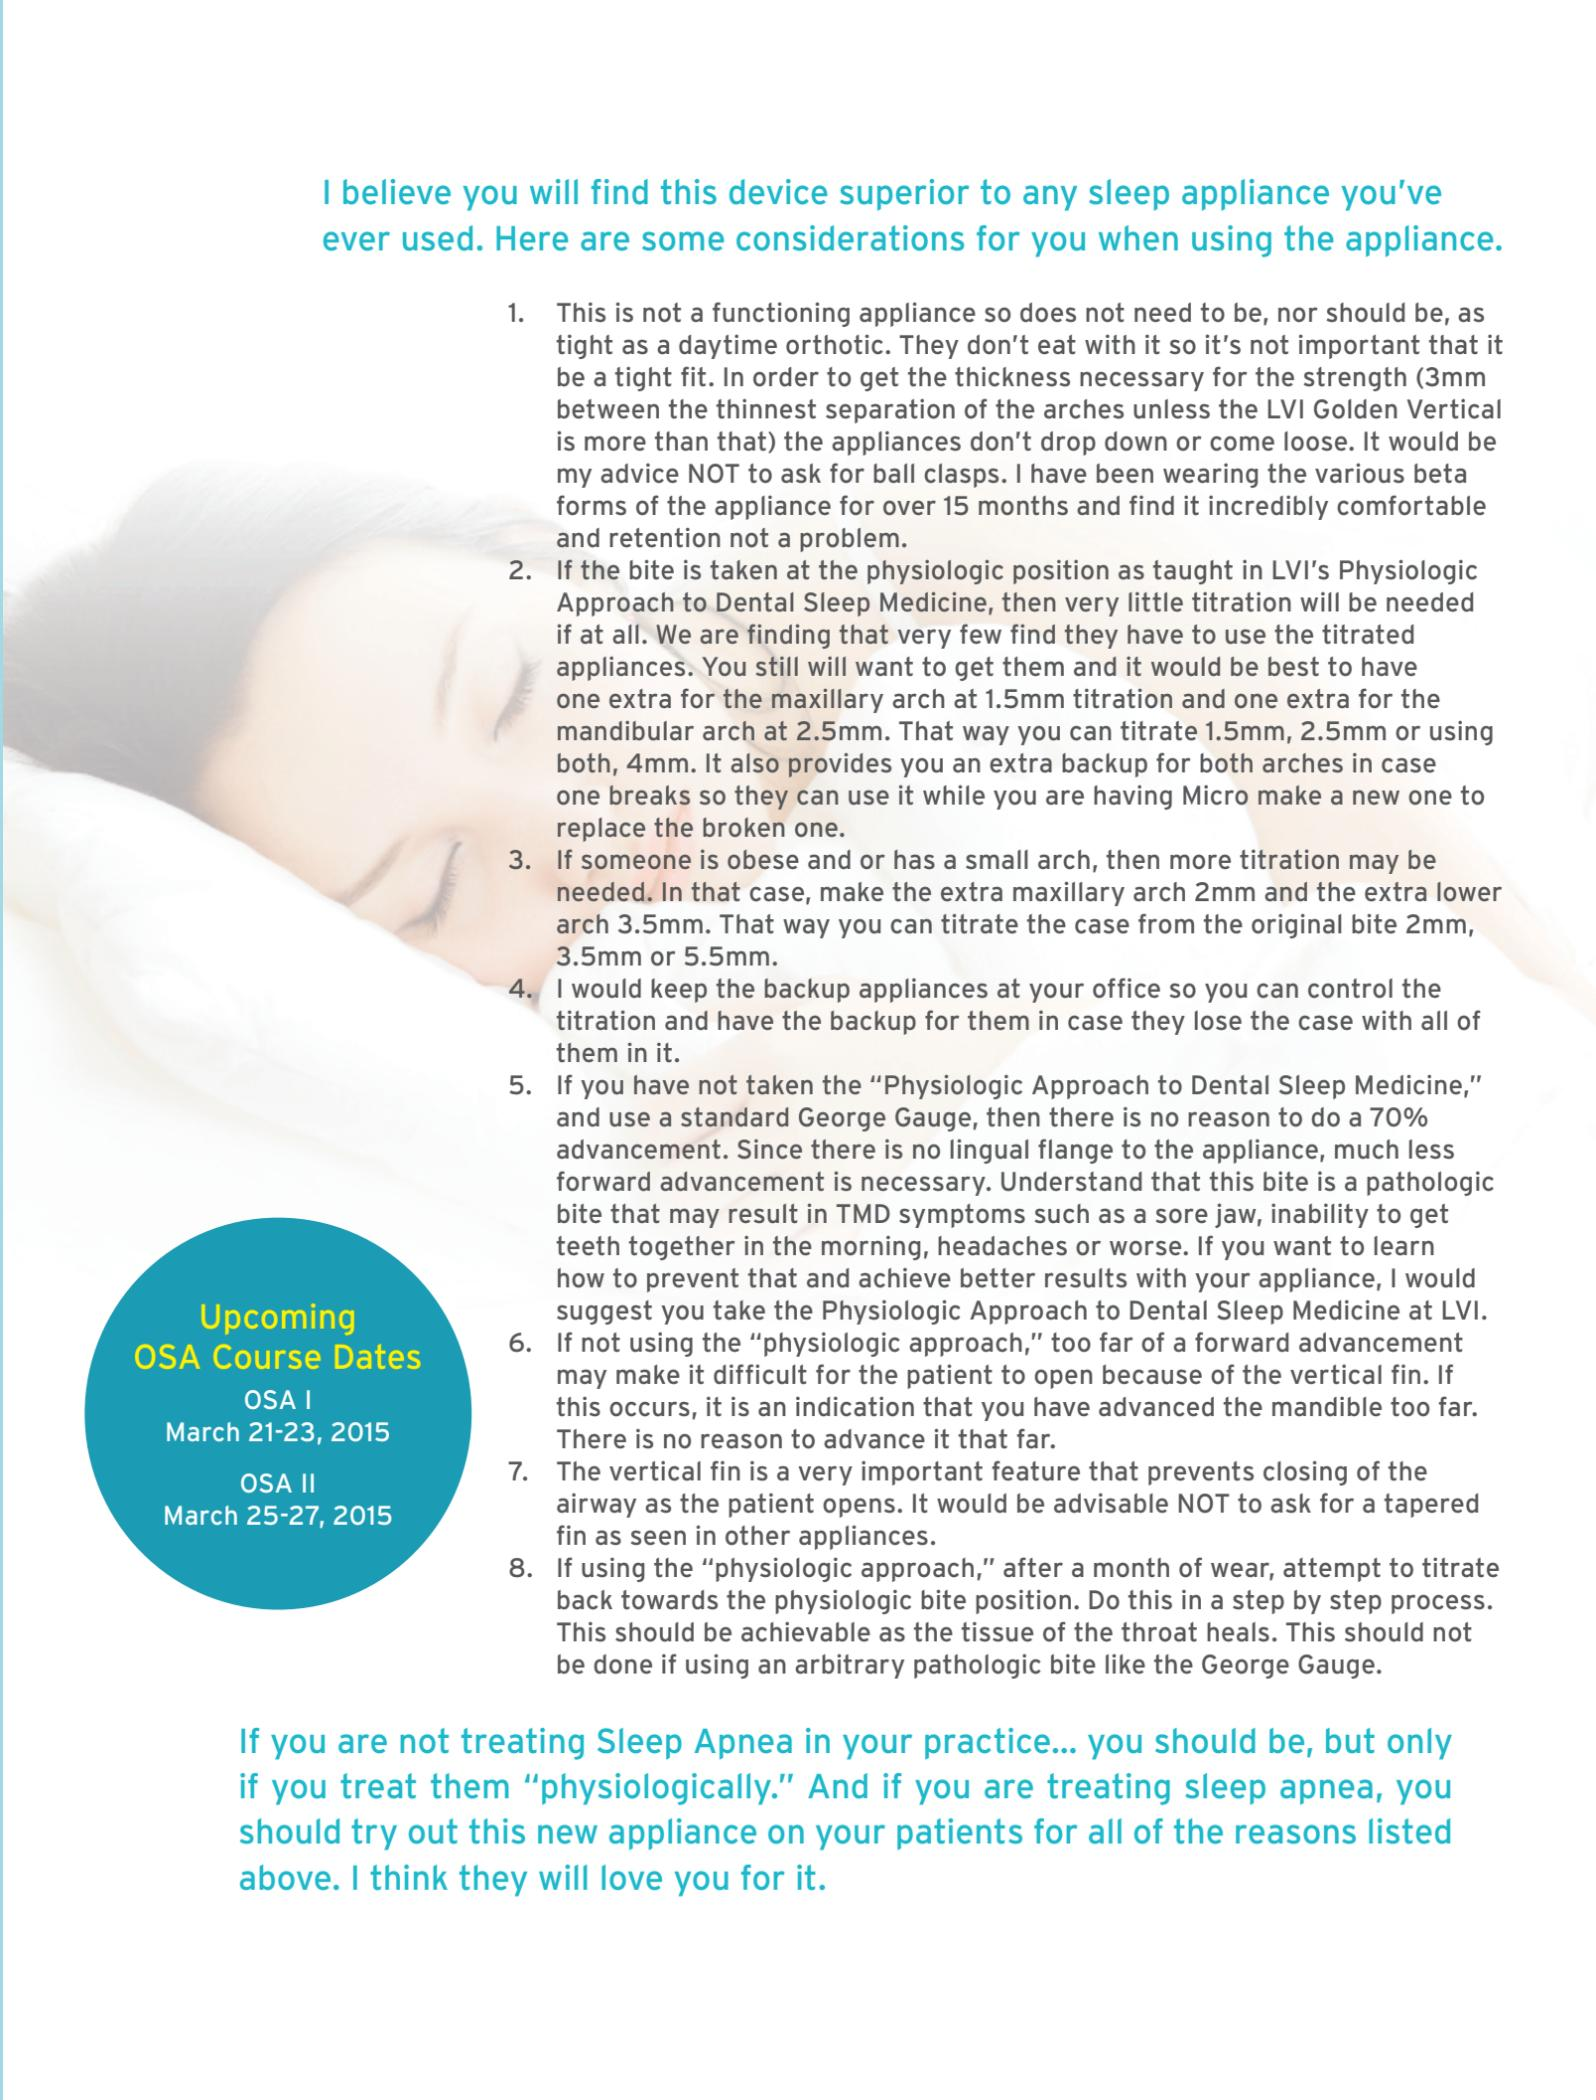 I believe you will find this device superior to any sleep appliance you’ve
ever used. Here are some considerations for you when using the appliance.
1. This is not a functioning appliance so does not need to be, nor should be, as
tight as a daytime orthotic. They don’t eat with it so it’s not important that it
be a tight fit. In order to get the thickness necessary for the strength (3mm
between the thinnest separation of the arches unless the LVI Golden Vertical
is more than that) the appliances don’t drop down or come loose. It would be
my advice NOT to ask for ball clasps. I have been wearing the various beta
forms of the appliance for over 15 months and find it incredibly comfortable
and retention not a problem.
2. If the bite is taken at the physiologic position as taught in LVI’s Physiologic
Approach to Dental Sleep Medicine, then very little titration will be needed
if at all. We are finding that very few find they have to use the titrated
appliances. You still will want to get them and it would be best to have
one extra for the maxillary arch at 1.5mm titration and one extra for the
mandibular arch at 2.5mm. That way you can titrate 1.5mm, 2.5mm or using
both, 4mm. It also provides you an extra backup for both arches in case
one breaks so they can use it while you are having Micro make a new one to
replace the broken one.
3. If someone is obese and or has a small arch, then more titration may be
needed. In that case, make the extra maxillary arch 2mm and the extra lower
arch 3.5mm. That way you can titrate the case from the original bite 2mm,
3.5mm or 5.5mm.
4. I would keep the backup appliances at your office so you can control the
titration and have the backup for them in case they lose the case with all of
them in it.
5. If you have not taken the “Physiologic Approach to Dental Sleep Medicine,”
and use a standard George Gauge, then there is no reason to do a 70%
advancement. Since there is no lingual flange to the appliance, much less
forward advancement is necessary. Understand that this bite is a pathologic
bite that may result in TMD symptoms such as a sore jaw, inability to get
teeth together in the morning, headaches or worse. If you want to learn
how to prevent that and achieve better results with your appliance, I would
suggest you take the Physiologic Approach to Dental Sleep Medicine at LVI.
6. If not using the “physiologic approach,” too far of a forward advancement
may make it difficult for the patient to open because of the vertical fin. If
this occurs, it is an indication that you have advanced the mandible too far.
There is no reason to advance it that far.
7. The vertical fin is a very important feature that prevents closing of the
airway as the patient opens. It would be advisable NOT to ask for a tapered
fin as seen in other appliances.
8. If using the “physiologic approach,” after a month of wear, attempt to titrate
back towards the physiologic bite position. Do this in a step by step process.
This should be achievable as the tissue of the throat heals. This should not
be done if using an arbitrary pathologic bite like the George Gauge.
Upcoming
OSA Course Dates
OSA I
March 21-23, 2015
OSA II
March 25-27, 2015
If you are not treating Sleep Apnea in your practice... you should be, but only
if you treat them “physiologically.” And if you are treating sleep apnea, you
should try out this new appliance on your patients for all of the reasons listed
above. I think they will love you for it.